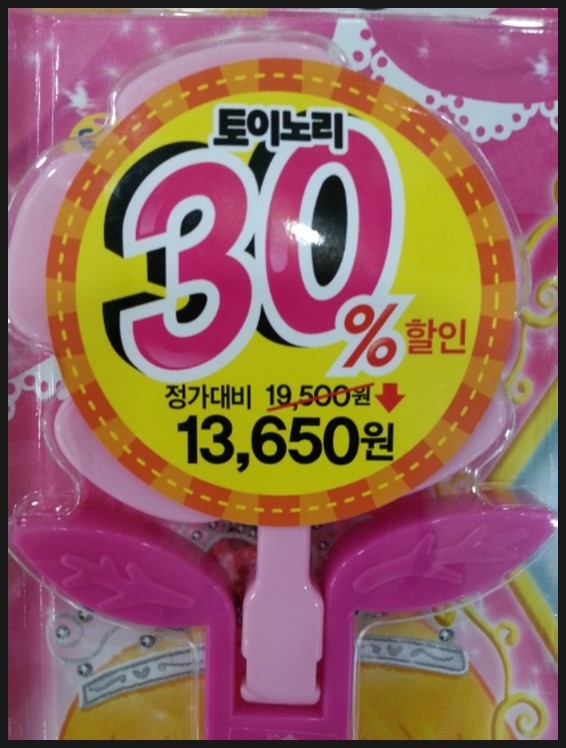 토이노리
30
% 할인
정가대비 19,500원
13,650원